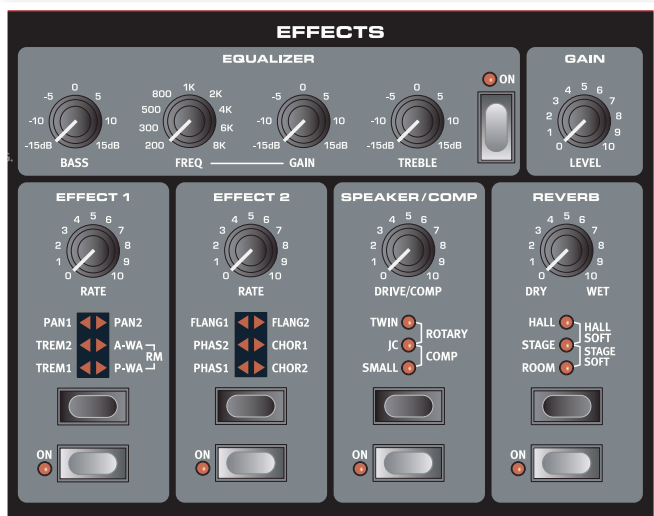 EFFECTS
EQUALIZER
-15dB -10 -5 0 5 10 15dB
BASS
200 300 500 800 1K 2K 4K 6K 8K
FREQ
-15dB -10 -5 0 5 10 15dB
GAIN
-15dB -10 -5 0 5 10 15dB
TREBLE
ON
GAIN
0 1 2 3 4 5 6 7 8 9 10
LEVEL
EFFECT 1
0 1 2 3 4 5 6 7 8 9 10
RATE
PAN1 PAN2
TREM2 A-WA
RM
TREM1 P-WA
ON
EFFECT 2
0 1 2 3 4 5 6 7 8 9 10
RATE
FLANG1 FLANG2
PHAS2 CHOR1
PHAS1 CHOR2
ON
SPEAKER/COMP
0 1 2 3 4 5 6 7 8 9 10
DRIVE/COMP
TWIN
ROTARY
JC
COMP
SMALL
ON
REVERB
0 1 2 3 4 5 6 7 8 9 10
DRY WET
HALL
HALL
SOFT
STAGE
STAGE
SOFT
ROOM
ON